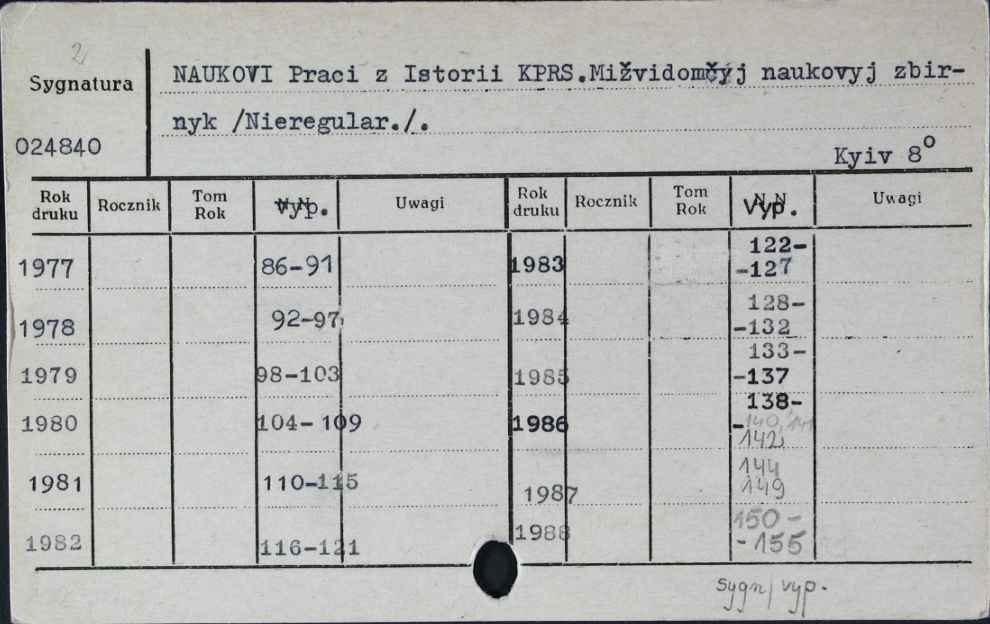 2
Sygnatura
024840
NAUKOVI Praci z Istorii KPRS.Mižvidomčyj naukovyj zbir-
nyk /Nieregular./.
Kyiv 8°
Rok druku Rocznik Tom Rok Vyp. Uwagi Rok druku Rocznik Tom Rok Vyp. Uwagi
1977 86-91 1983 122-
-127
1978 92-97 1984 128-
-132
1979 98-103 1985 133-
-137
1980 104-109 1986 138-
-140,141
142
1981 110-115 1987 144
149
1982 116-121 1988 150-
-155
Sygn/vyp.